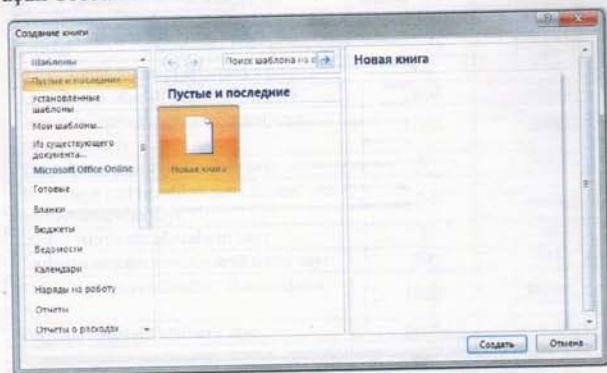 Создание книги
Шаблоны
Пустые и последние
Установленные
шаблоны
Мои шаблоны...
Из существующего
документа...
Microsoft Office Online
Готовые
Бланки
Бюджеты
Ведомости
Календари
Наряды на роботу
Отчеты
Отчеты о расходах
Поиск шаблона на
Пустые и последние
Новая книга
Новая книга
Создать
Отмена